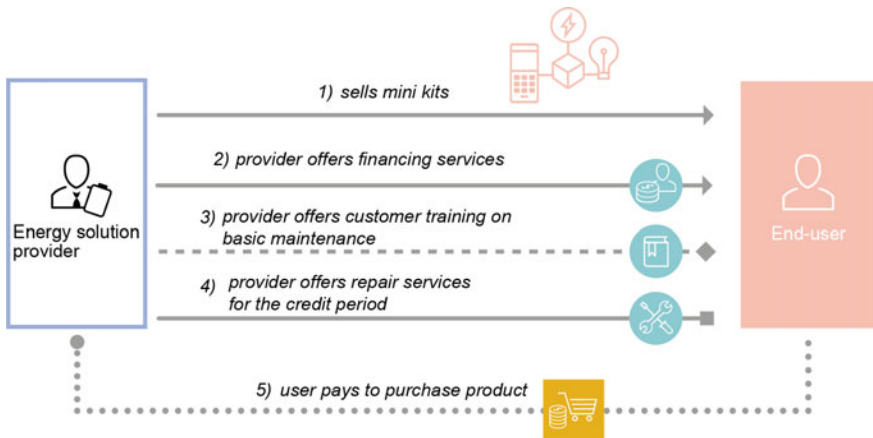 1) sells mini kits
2) provider offers financing services
3) provider offers customer training on
basic maintenance
4) provider offers repair services
for the credit period
Energy solution
provider
End-user
5) user pays to purchase product